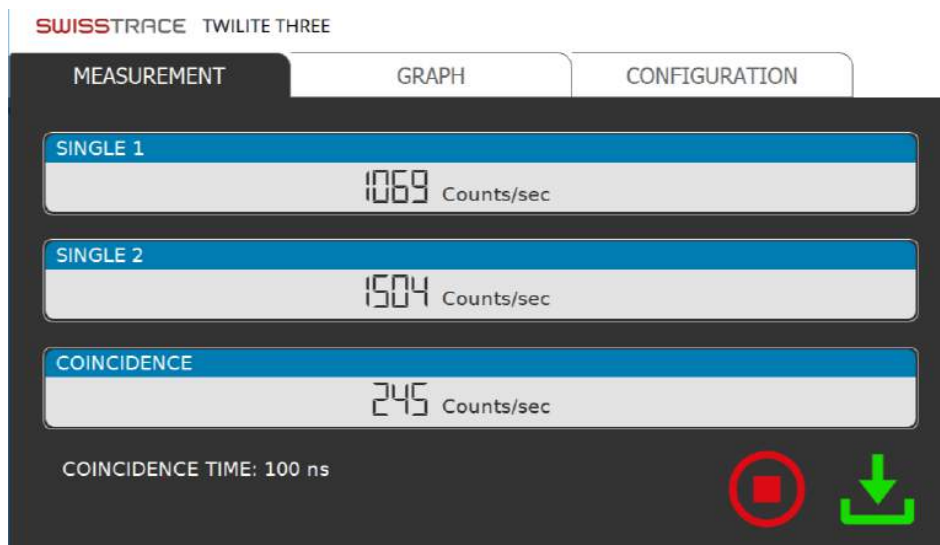 SWISSTRACE TWILITE THREE
MEASUREMENT GRAPH CONFIGURATION
SINGLE 1
1069 Counts/sec
SINGLE 2
1504 Counts/sec
COINCIDENCE
245 Counts/sec
COINCIDENCE TIME: 100 ns